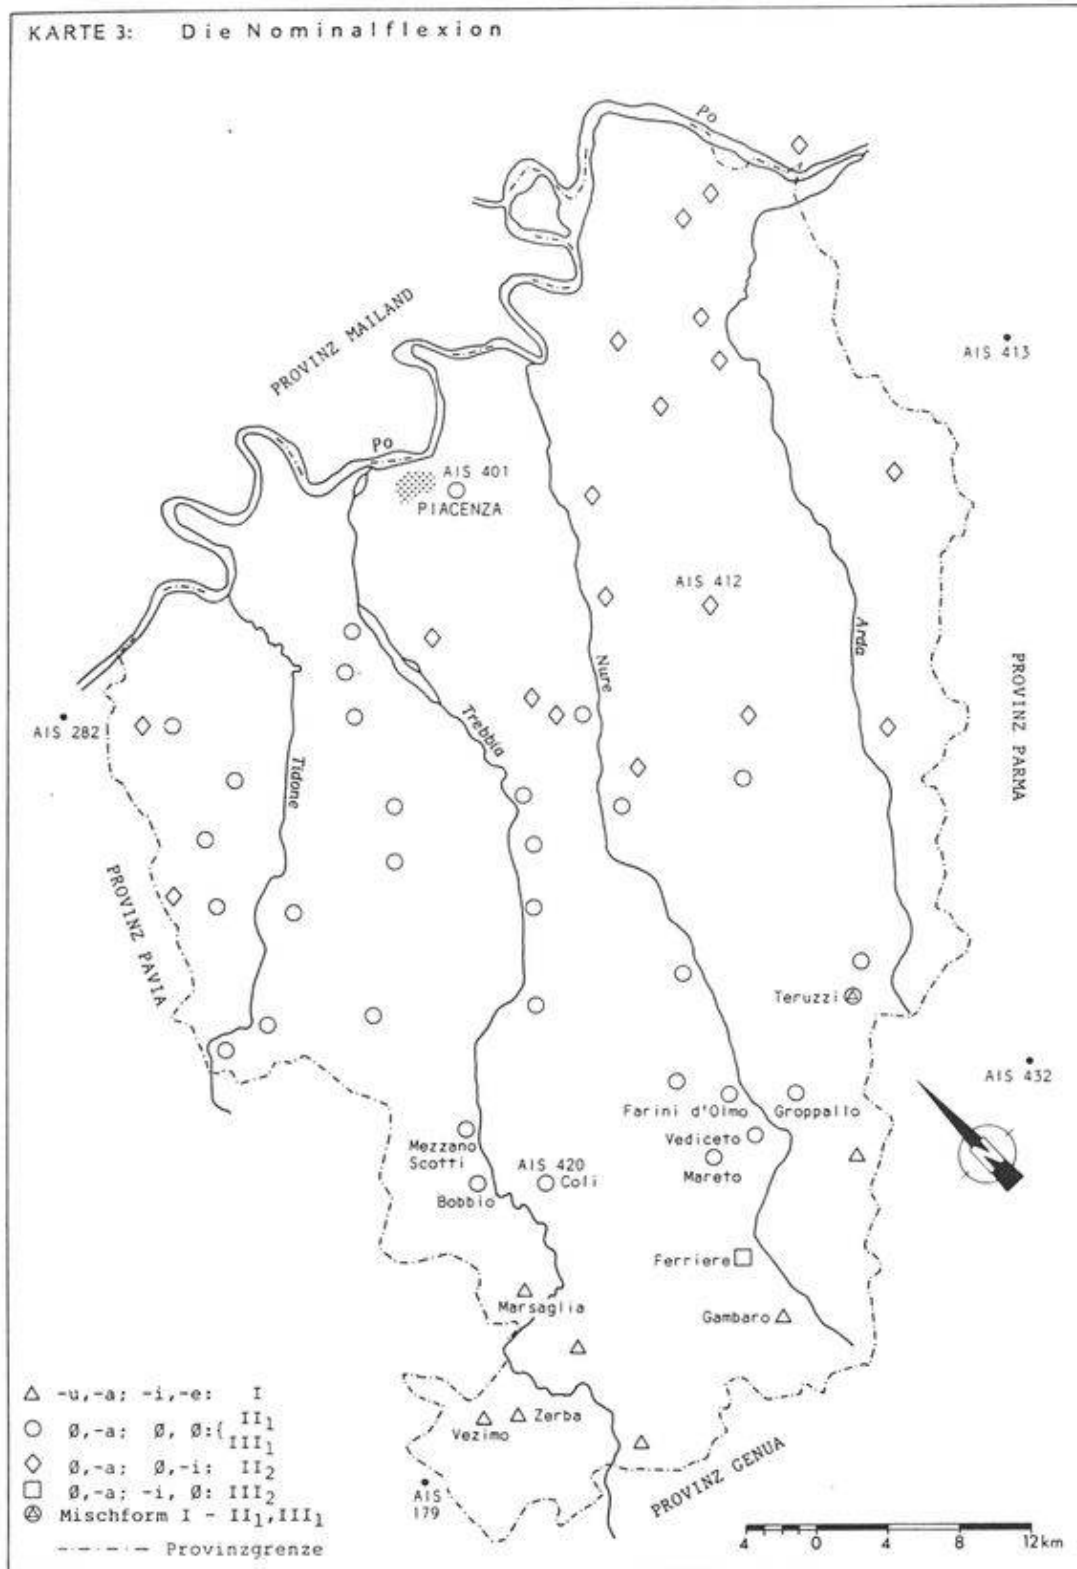 KARTE 3: Die Nominalflexion
Po
PROVINZ MAILAND
AIS 413
Po
AIS 401
PIACENZA
AIS 412
Arda
Nure
PROVINZ PARMA
Trebbia
AIS 282
Tidone
PROVINZ PAVIA
Teruzzi
AIS 432
Farini d'Olmo
Groppallo
Mezzano
Scotti
Vediceto
AIS 420
Coli
Mareto
Bobbio
Ferriere
Marsaglia
Gambaro
Zerba
Vezimo
PROVINZ GENUA
AIS
179
-u,-a; -i,-e: I
Ø,-a; Ø, Ø:{ II₁
III₁
Ø,-a; Ø,-i: II₂
Ø,-a; -i, Ø: III₂
Mischform I - II₁,III₁
Provinzgrenze
4 0 4 8 12km